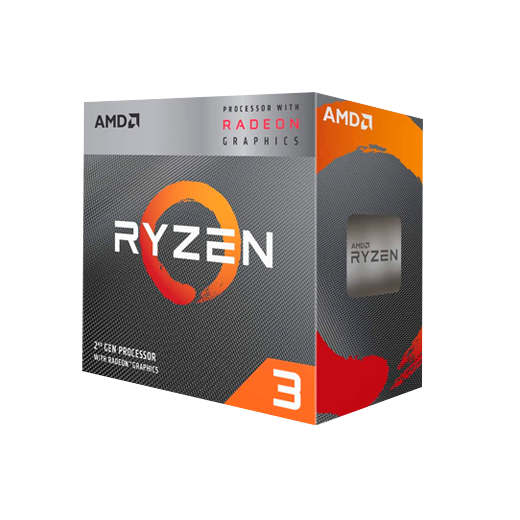 AMD
PROCESSOR WITH
RADEON
GRAPHICS
RYZEN
2ND GEN PROCESSOR
WITH RADEON™ GRAPHICS
3
AMD
AMD
RYZEN